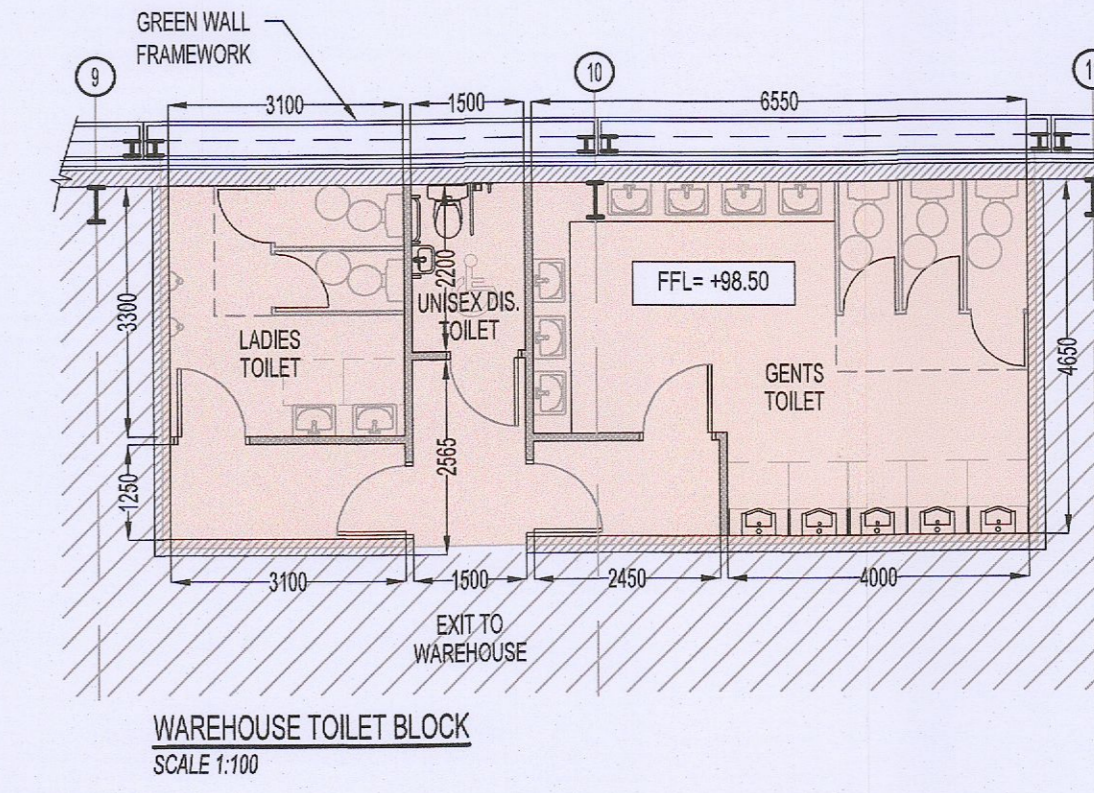 GREEN WALL
FRAMEWORK
9
10
1
3100
1500
6550
3300
2200
FFL= +98.50
UNISEX DIS.
TOILET
LADIES
TOILET
GENTS
TOILET
4650
2565
1250
3100
1500
2450
4000
EXIT TO
WAREHOUSE
WAREHOUSE TOILET BLOCK
SCALE 1:100